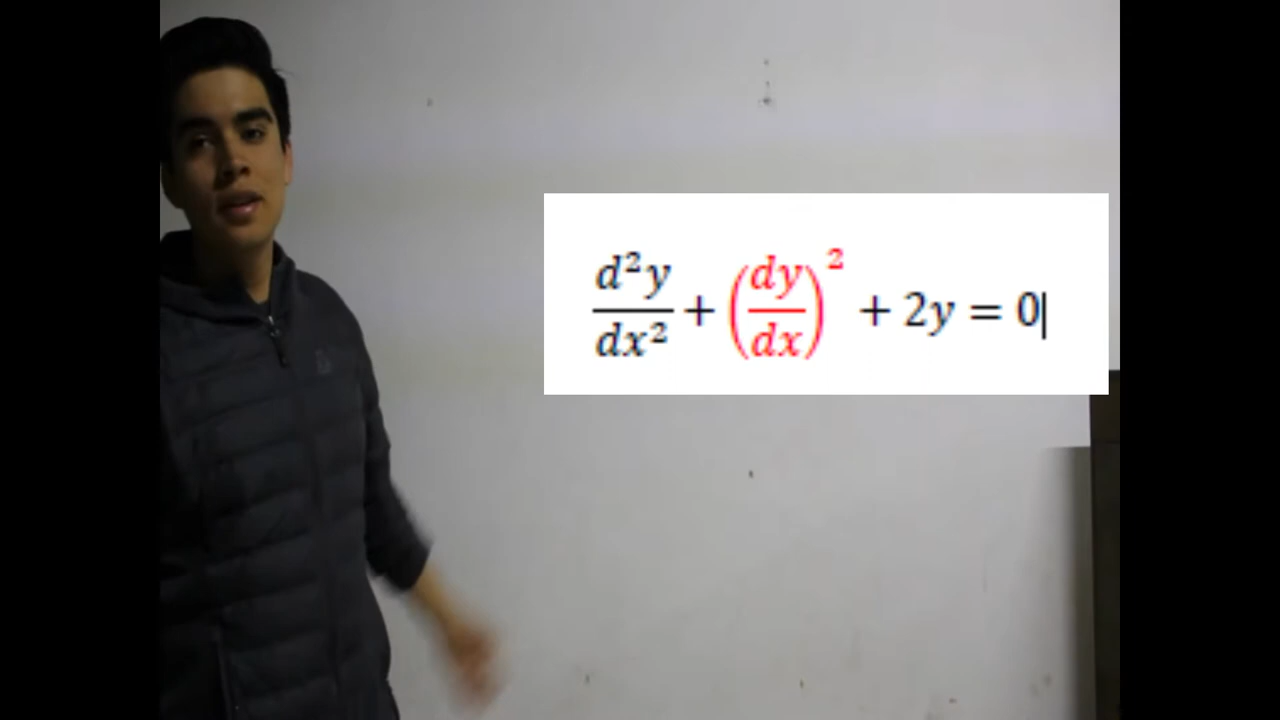 d²y/dx² + (dy/dx)² + 2y = 0